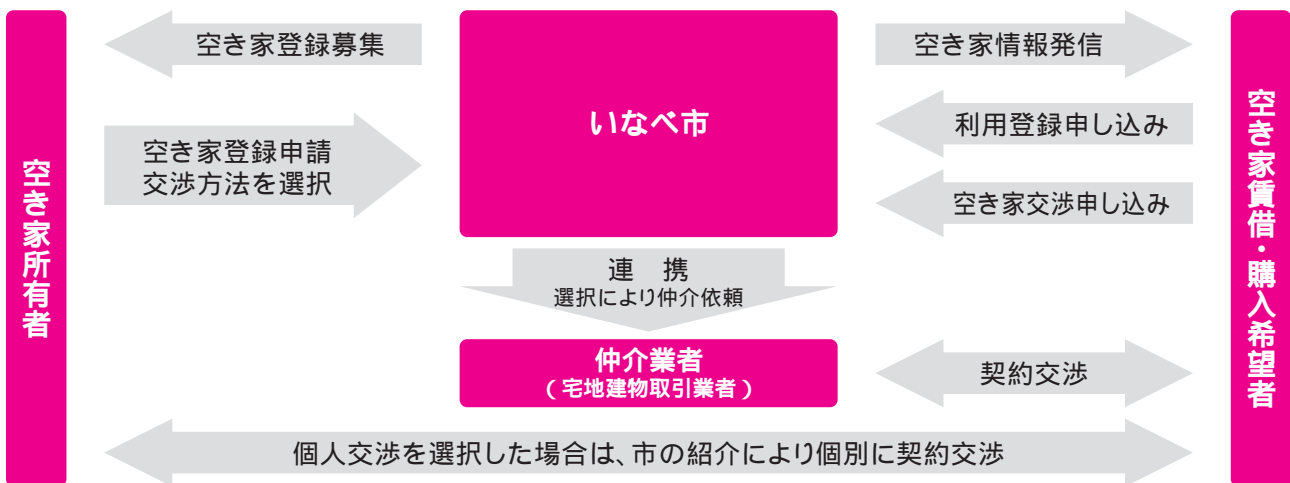 空き家登録募集
いなべ市
空き家情報発信
利用登録申し込み
空き家登録申請
交渉方法を選択
空き家交渉申し込み
空き家所有者
空き家賃借・購入希望者
連　携
選択により仲介依頼
仲介業者
(宅地建物取引業者)
契約交渉
個人交渉を選択した場合は、市の紹介により個別に契約交渉